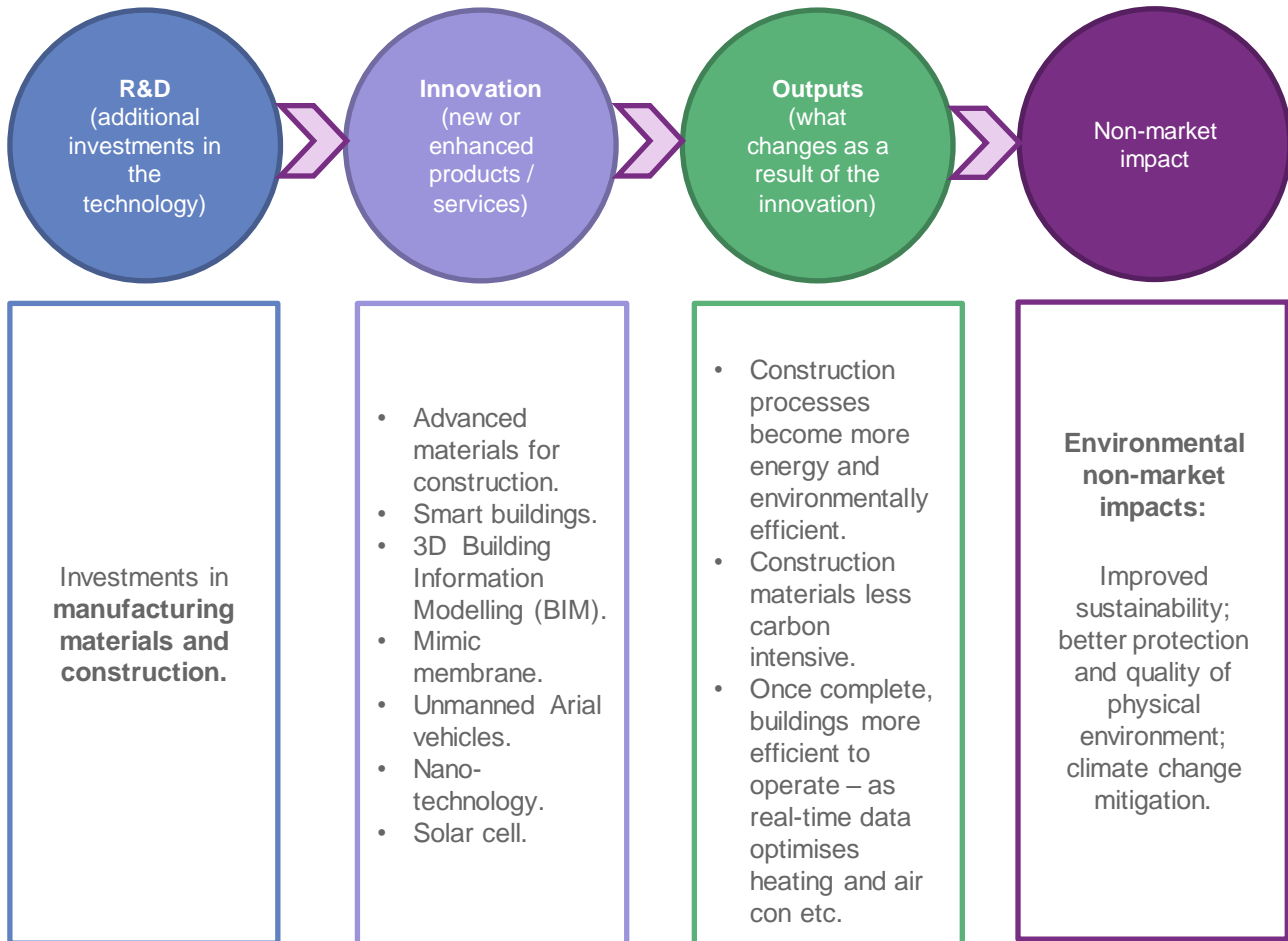 R&D
(additional
investments in
the
technology)
Innovation
(new or
enhanced
products /
services)
Outputs
(what
changes as a
result of the
innovation)
Non-market
impact
Investments in
manufacturing
materials and
construction.
• Advanced
materials for
construction.
• Smart buildings.
• 3D Building
Information
Modelling (BIM).
• Mimic
membrane.
• Unmanned Arial
vehicles.
• Nano-
technology.
• Solar cell.
• Construction
processes
become more
energy and
environmentally
efficient.
• Construction
materials less
carbon
intensive.
• Once complete,
buildings more
efficient to
operate – as
real-time data
optimises
heating and air
con etc.
Environmental
non-market
impacts:
Improved
sustainability;
better protection
and quality of
physical
environment;
climate change
mitigation.